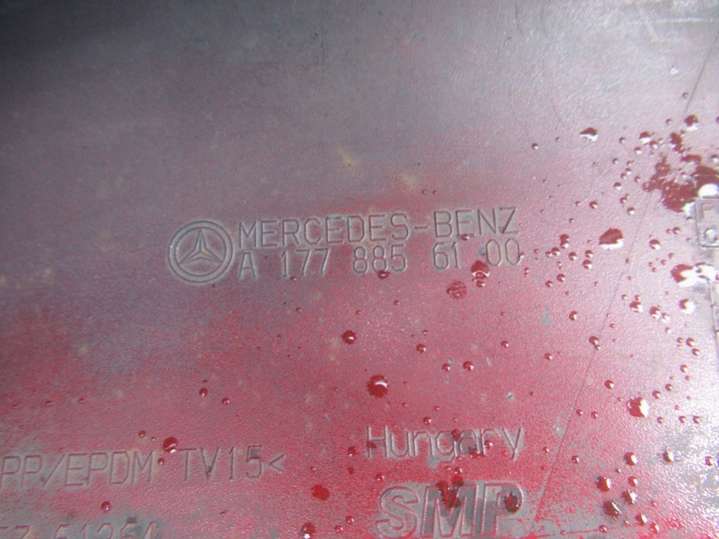 MERCEDES-BENZ
A 177 885 61 00
Hungary
PP/EPDM TV15<
SMP